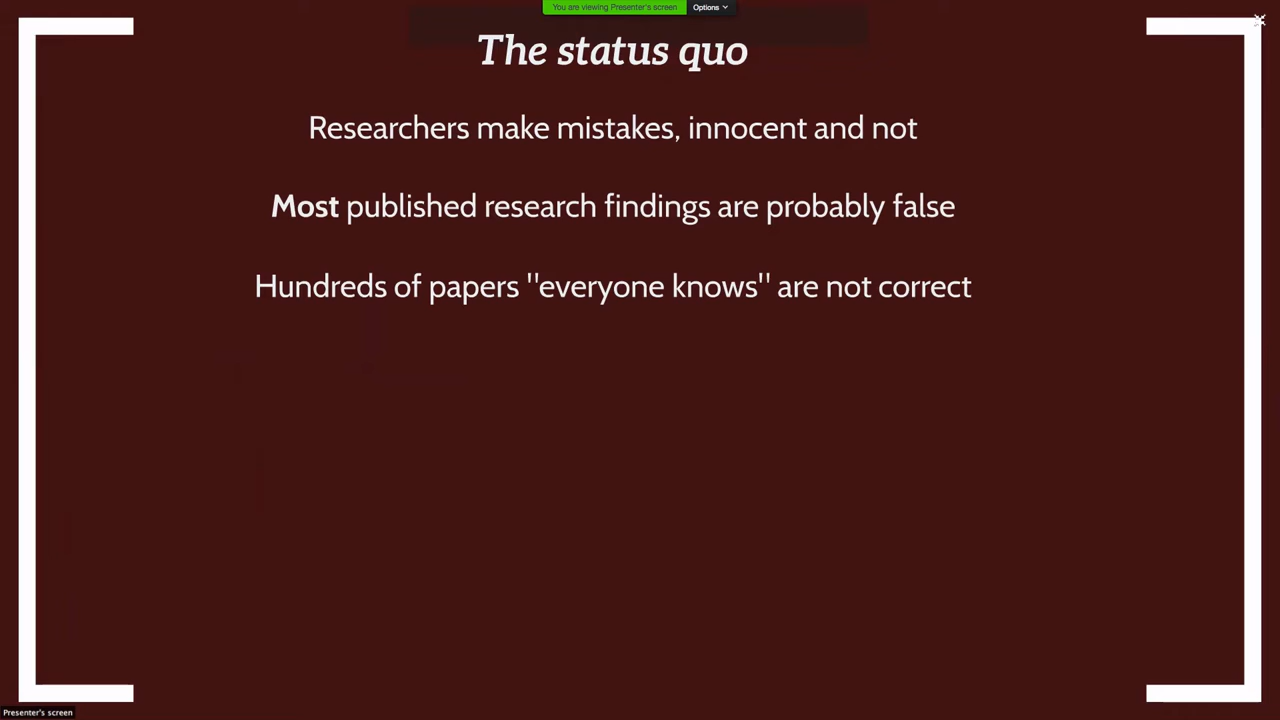 You are viewing Presenter's screen Options
The status quo
Researchers make mistakes, innocent and not
Most published research findings are probably false
Hundreds of papers "everyone knows" are not correct
Presenter's screen